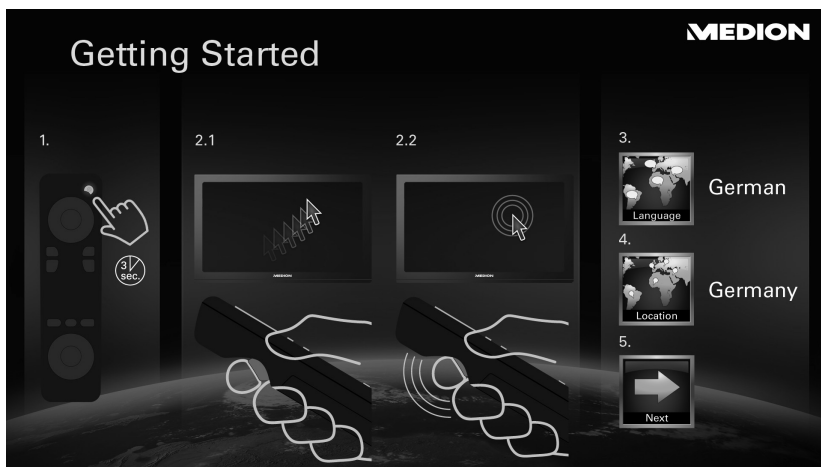 MEDION
Getting Started
1.
3
sec.
2.1
MEDION
2.2
MEDION
3.
Language
German
4.
Location
Germany
5.
Next